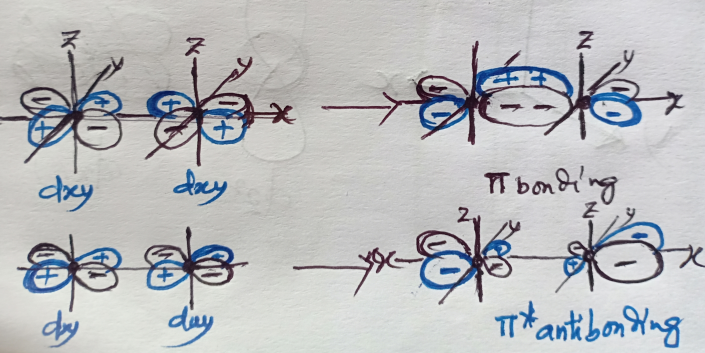 Z y Z y Z y
- + + - - + + -
x x
+ - - + - - - -
dxy dxy
π bonding
Z y Z y
- + - + - + - -
x x
+ - + - - - + -
dxy dxy
π* antibonding